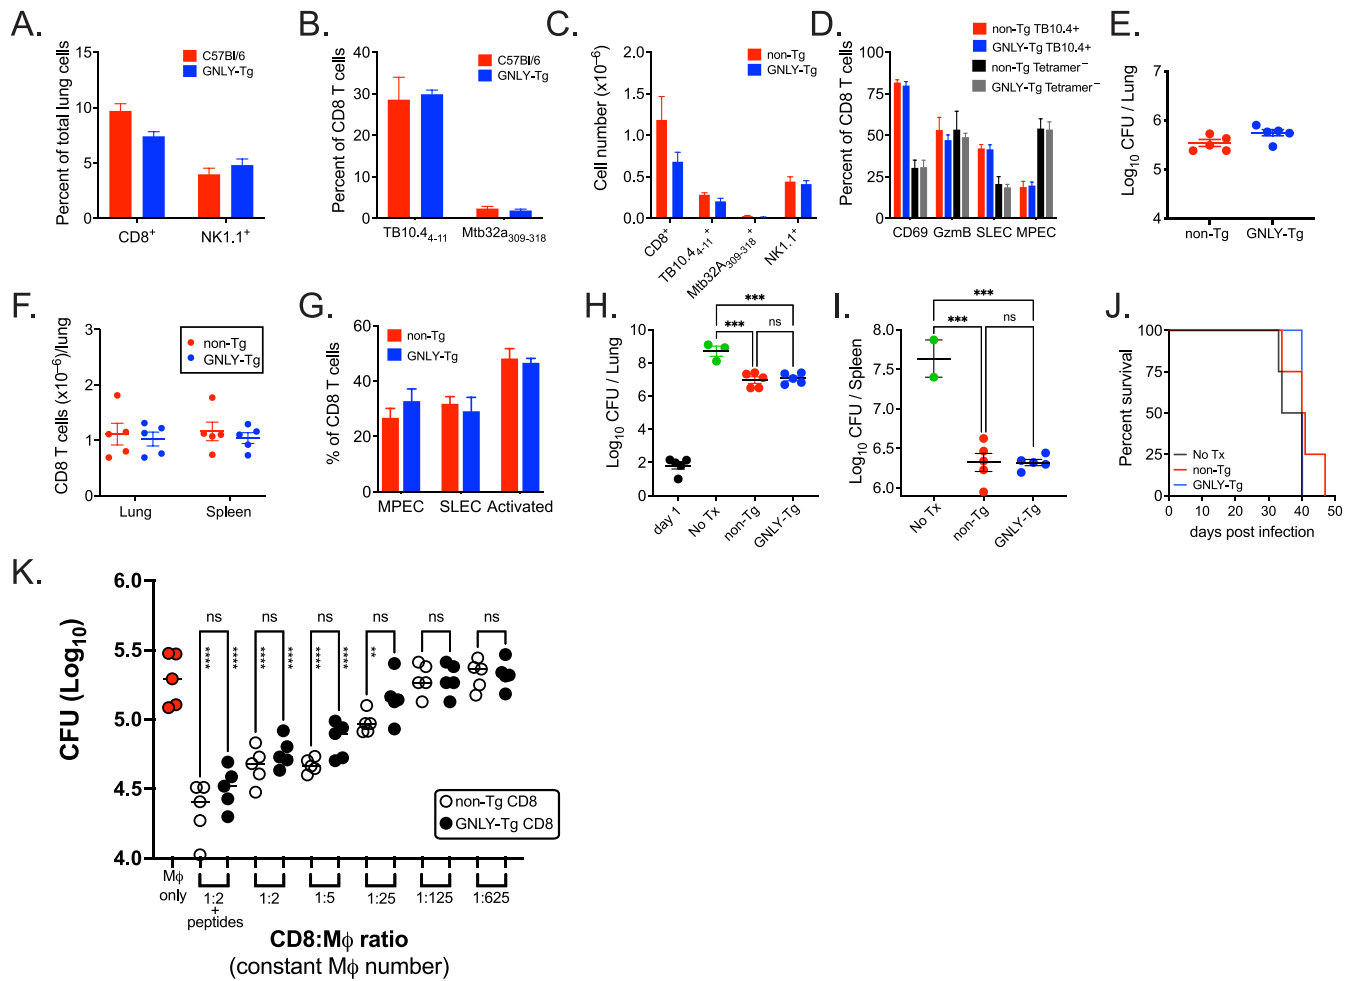 A.
Percent of total lung cells
15
10
5
0
C57Bl/6
GNLY-Tg
CD8+
NK1.1+
B.
Percent of CD8 T cells
40
30
20
10
0
C57Bl/6
GNLY-Tg
TB10.4 4-11
Mtb32a 309-318
C.
Cell number (x10-6)
2.0
1.5
1.0
0.5
0.0
non-Tg
GNLY-Tg
CD8+
TB10.4 4-11+
Mtb32A 309-318+
NK1.1+
D.
non-Tg TB10.4+
GNLY-Tg TB10.4+
non-Tg Tetramer−
GNLY-Tg Tetramer−
Percent of CD8 T cells
100
75
50
25
0
CD69 GzmB SLEC MPEC
E.
Log10 CFU / Lung
7
6
5
4
non-Tg GNLY-Tg
F.
CD8 T cells (x10-6)/lung
3
2
1
0
non-Tg
GNLY-Tg
Lung Spleen
G.
% of CD8 T cells
80
60
40
20
0
non-Tg
GNLY-Tg
MPEC SLEC Activated
H.
Log10 CFU / Lung
10
8
6
4
2
0
***
*** ns
day 1
No Tx
non-Tg
GNLY-Tg
I.
Log10 CFU / Spleen
8.0
7.5
7.0
6.5
6.0
***
*** ns
No Tx
non-Tg
GNLY-Tg
J.
Percent survival
100
75
50
25
0
No Tx
non-Tg
GNLY-Tg
0 10 20 30 40 50
days post infection
K.
CFU (Log10)
6.0
5.5
5.0
4.5
4.0
ns ns ns ns ns ns
**** **** **** **** **** **** **
non-Tg CD8
GNLY-Tg CD8
Mϕ
only
1:2
+
peptides
1:2 1:5 1:25 1:125 1:625
CD8:Mϕ ratio
(constant Mϕ number)